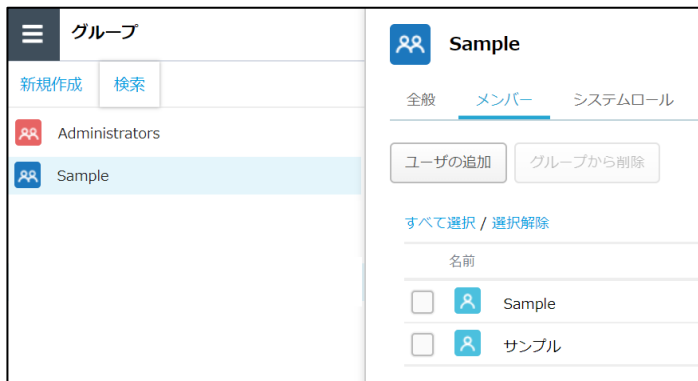 グループ
新規作成
検索
Administrators
Sample
Sample
全般
メンバー
システムロール
ユーザの追加
グループから削除
すべて選択 / 選択解除
名前
Sample
サンプル